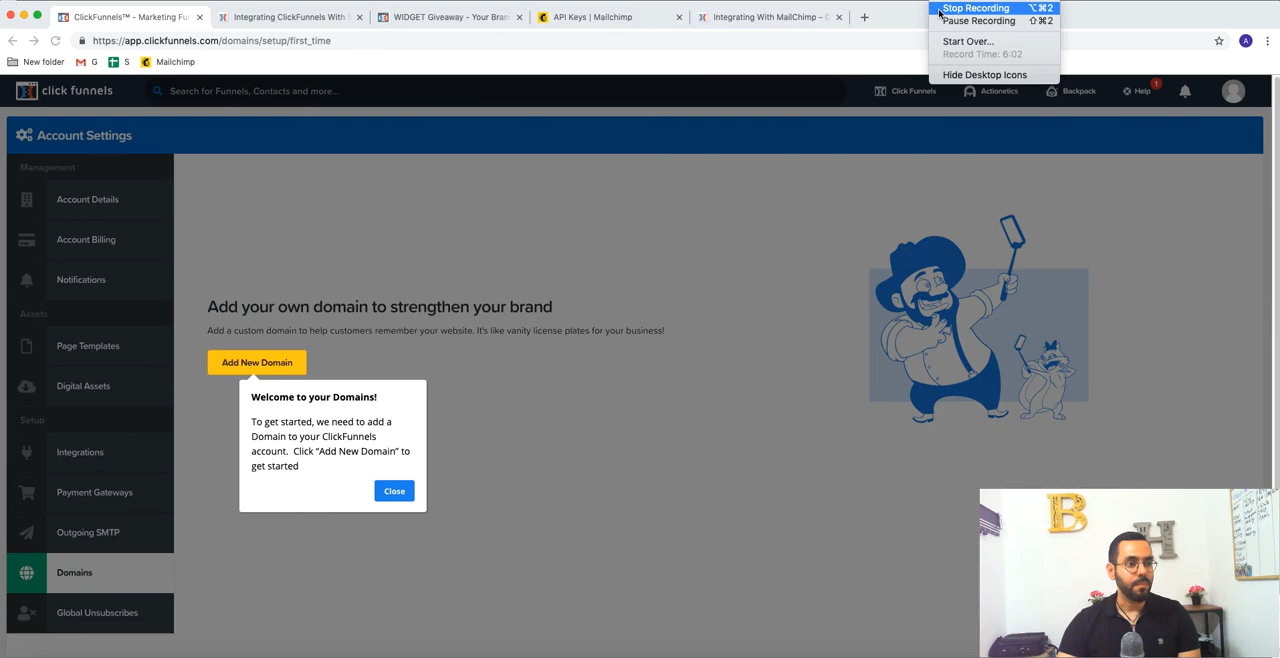 ClickFunnels™ - Marketing Fun
Integrating ClickFunnels With S
WIDGET Giveaway - Your Brand
API Keys | Mailchimp
Integrating With MailChimp – C
Stop Recording ⌥⌘2
Pause Recording ⇧⌘2
Start Over...
Record Time: 6:02
Hide Desktop Icons
https://app.clickfunnels.com/domains/setup/first_time
A
New folder
G
S
Mailchimp
click funnels
Search for Funnels, Contacts and more...
Click Funnels
Actionetics
Backpack
Help
1
Account Settings
Management
Account Details
Account Billing
Notifications
Assets
Page Templates
Digital Assets
Setup
Integrations
Payment Gateways
Outgoing SMTP
Domains
Global Unsubscribes
Add your own domain to strengthen your brand
Add a custom domain to help customers remember your website. It's like vanity license plates for your business!
Add New Domain
Welcome to your Domains!
To get started, we need to add a
Domain to your ClickFunnels
account. Click "Add New Domain" to
get started
Close
B
H